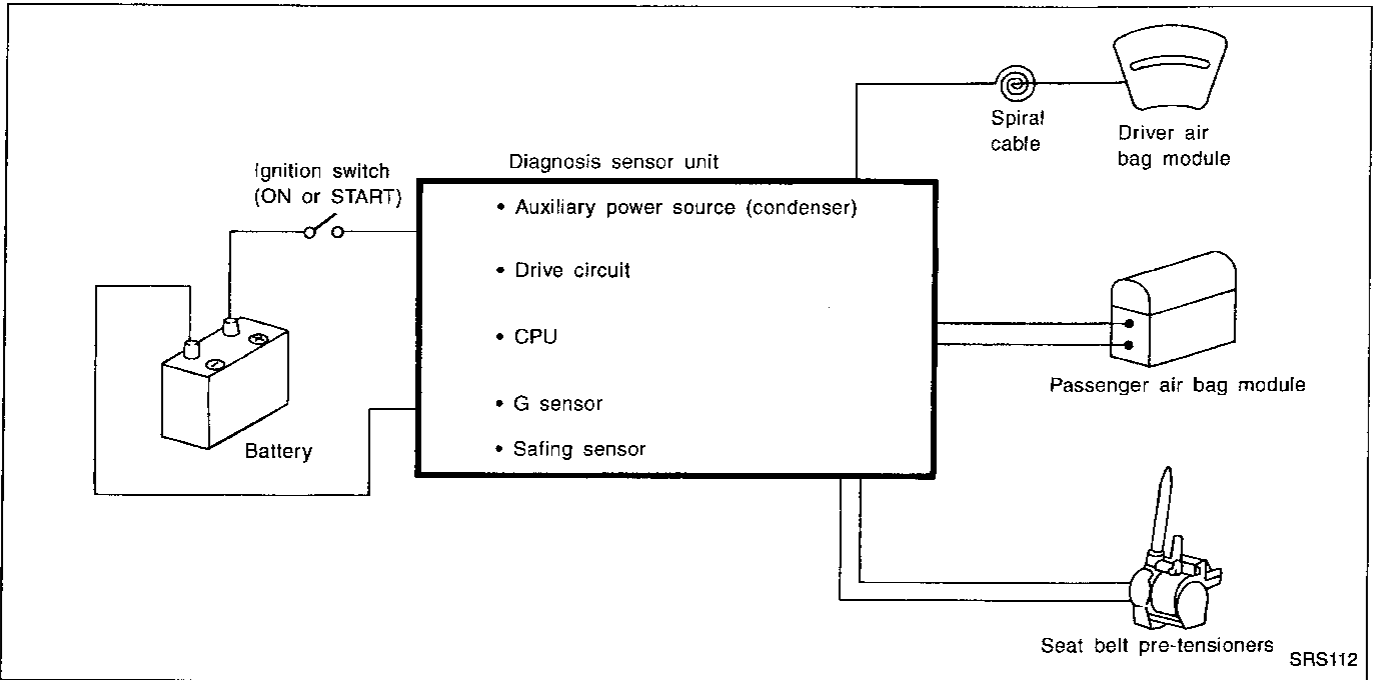 Spiral
cable
Driver air
bag module
Ignition switch
(ON or START)
Diagnosis sensor unit
• Auxiliary power source (condenser)
• Drive circuit
• CPU
• G sensor
• Safing sensor
+
−
Battery
Passenger air bag module
Seat belt pre-tensioners
SRS112